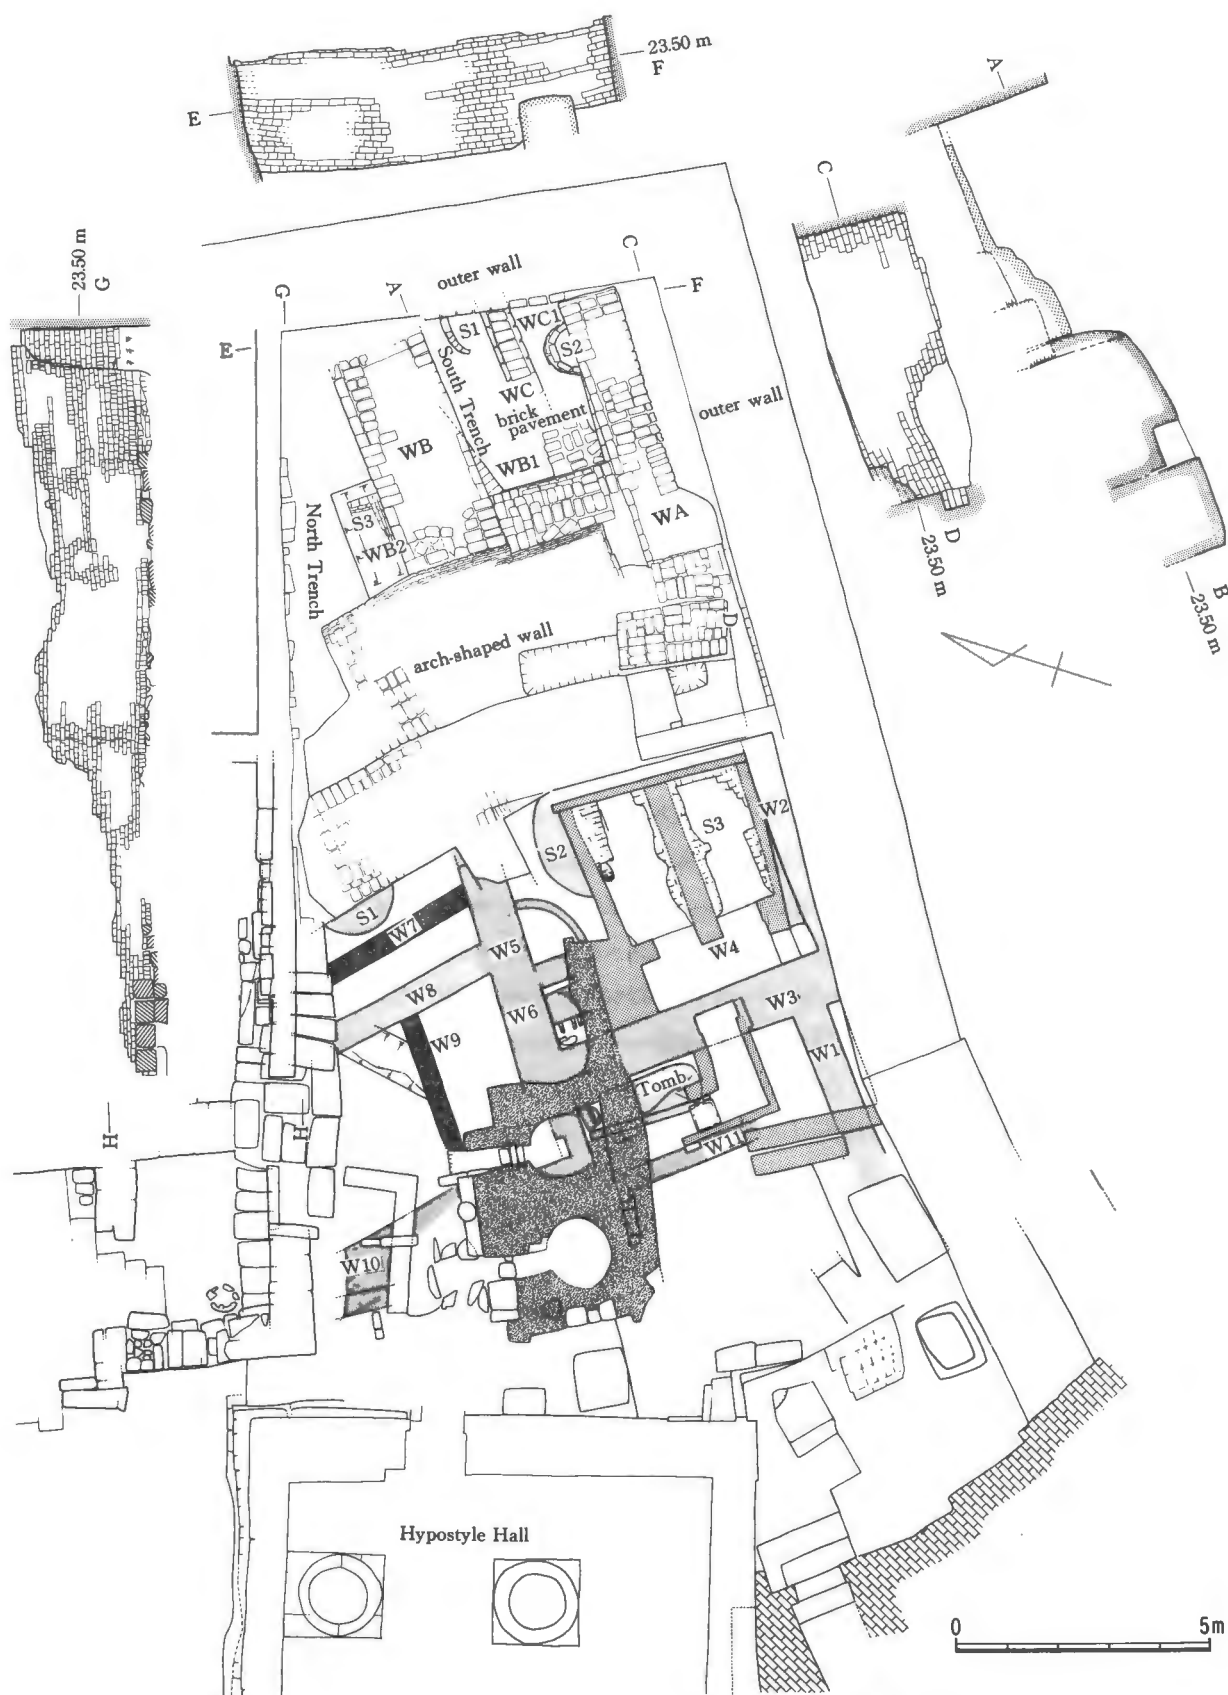 23.50 m
F
E
A
C
23.50 m
G
C
outer wall
F
A
G
S1
WC1
E
S2
South Trench
WC
brick
pavement
outer wall
WB
WB1
D
23.50 m
WA
S3
North Trench
WB2
B
23.50 m
D
arch-shaped wall
W2
S3
S2
S1
W7
W5
W4
W8
W3
W6
W9
W1
Tomb.
H
H
W11
W10
Hypostyle Hall
0
5m